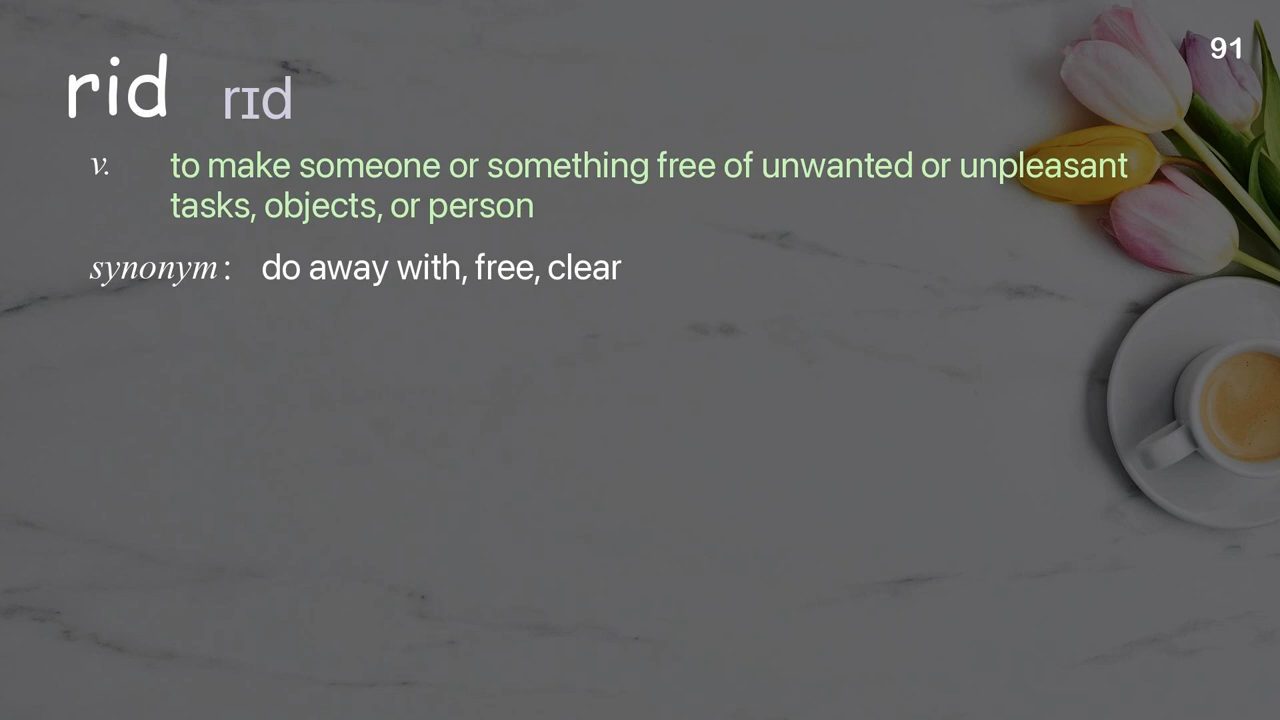 91
rid rɪd
v. to make someone or something free of unwanted or unpleasant
tasks, objects, or person
synonym: do away with, free, clear